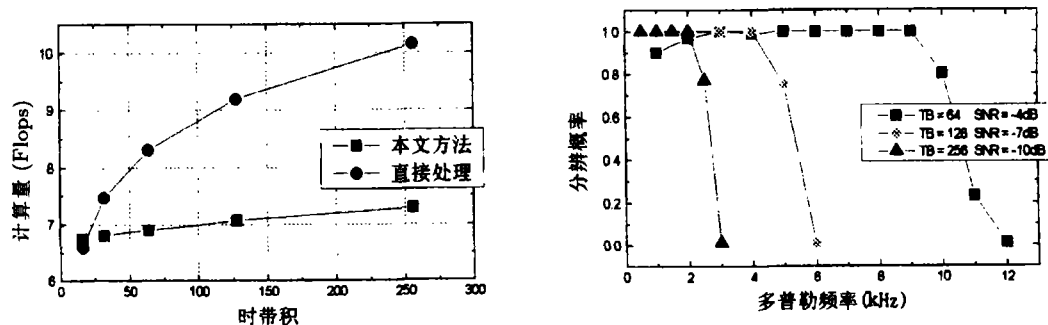 计算量(Flops)
10
9
8
7
6
0 50 100 150 200 250 300
时带积
本文方法
直接处理
分辨概率
1.0
0.8
0.6
0.4
0.2
0.0
0 2 4 6 8 10 12
多普勒频率(kHz)
TB = 64 SNR = -4dB
TB = 128 SNR = -7dB
TB = 256 SNR = -10dB